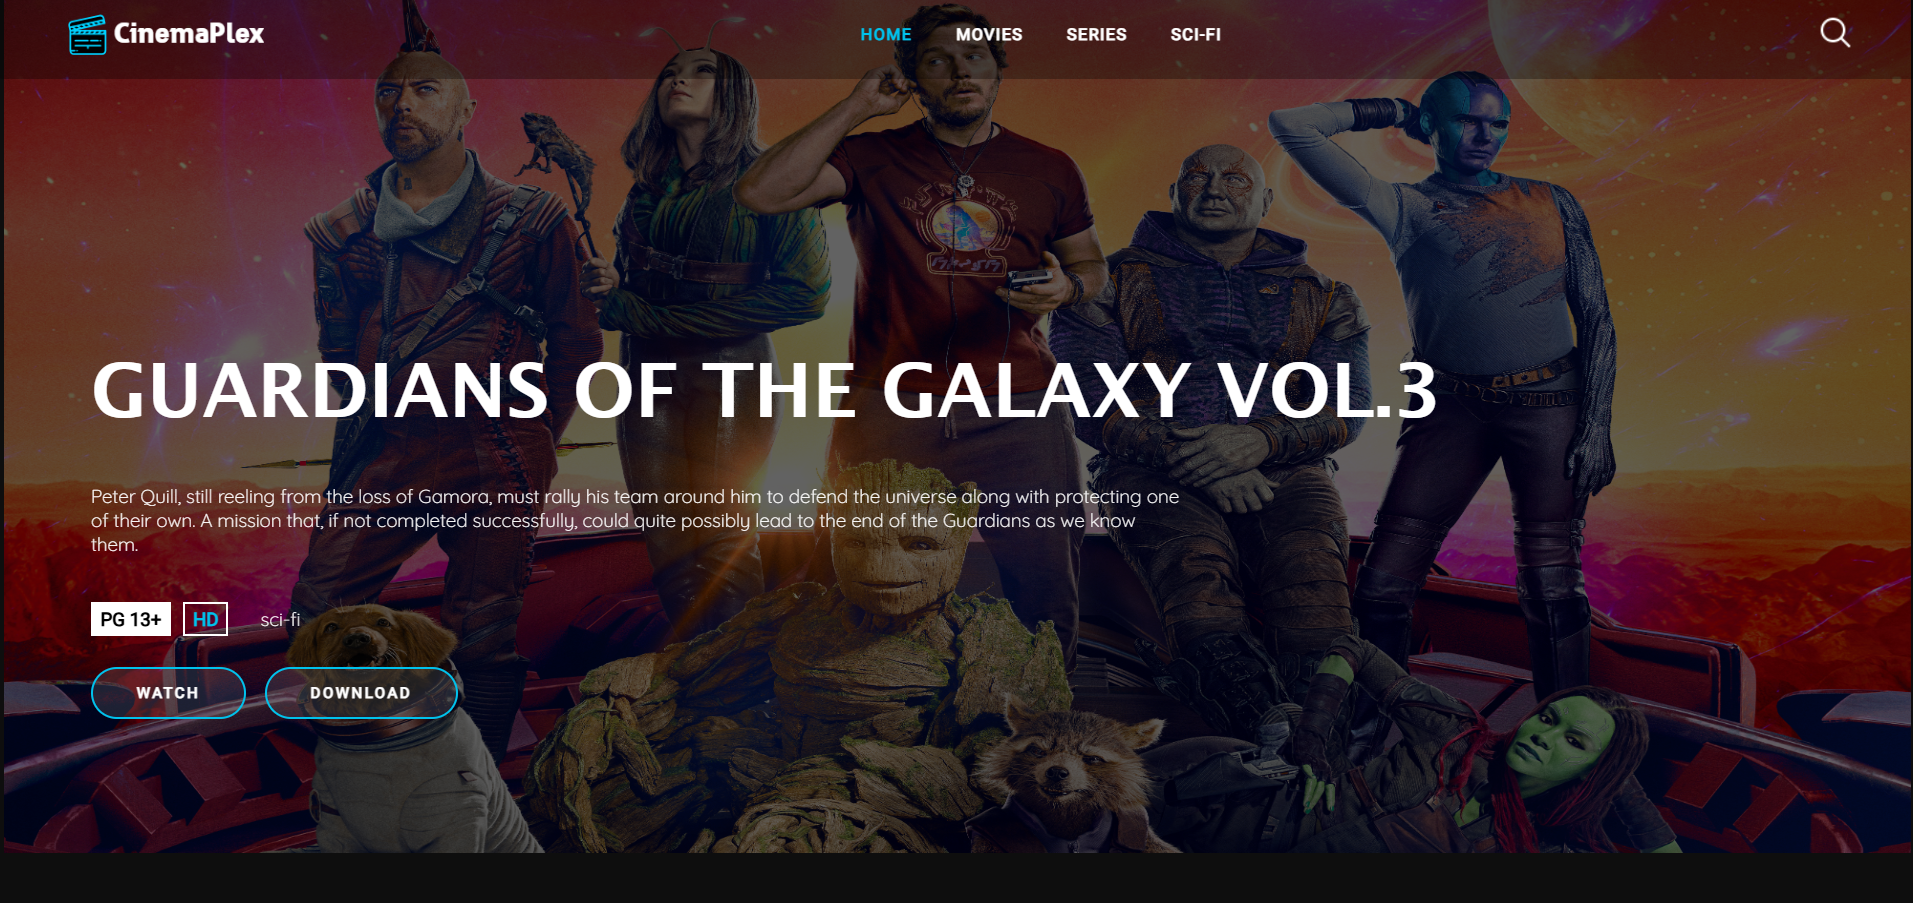 CinemaPlex
HOME MOVIES SERIES SCI-FI
GUARDIANS OF THE GALAXY VOL.3
Peter Quill, still reeling from the loss of Gamora, must rally his team around him to defend the universe along with protecting one
of their own. A mission that, if not completed successfully, could quite possibly lead to the end of the Guardians as we know
them.
PG 13+ HD sci-fi
WATCH DOWNLOAD